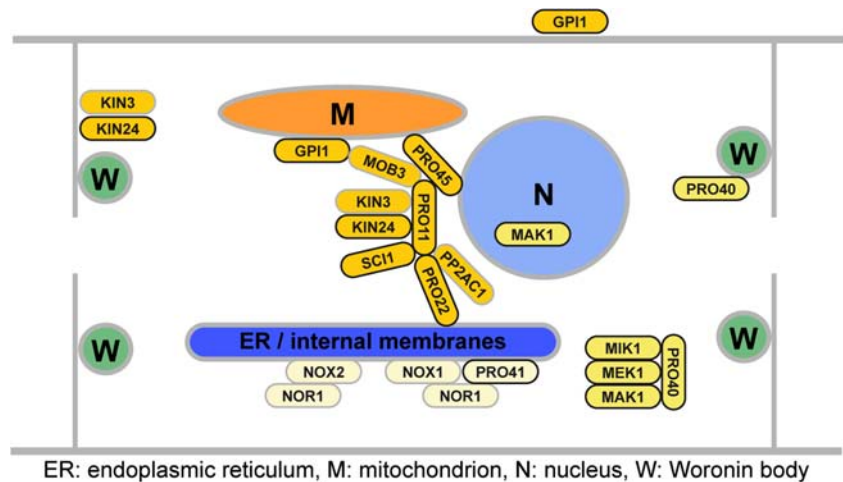 GPI1
KIN3
KIN24
W
M
GPI1
MOB3
PRO45
KIN3
KIN24
PRO11
SCI1
PRO22
PP2AC1
N
MAK1
W
PRO40
W
ER / internal membranes
NOX2
NOR1
NOX1
PRO41
NOR1
W
MIK1
MEK1
MAK1
PRO40
ER: endoplasmic reticulum, M: mitochondrion, N: nucleus, W: Woronin body